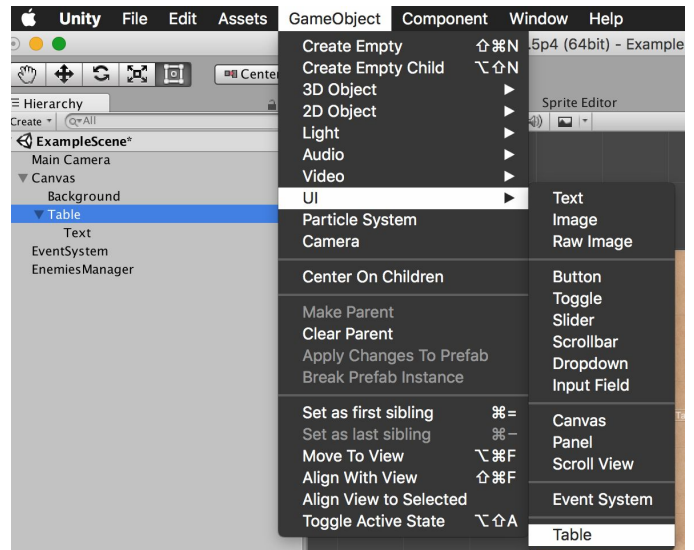 Unity File Edit Assets GameObject Component Window Help
.5p4 (64bit) - Example
Center
Hierarchy
Create All
ExampleScene*
Main Camera
Canvas
Background
Table
Text
EventSystem
EnemiesManager
Create Empty ⇧⌘N
Create Empty Child ⌥⇧N
3D Object ▶
2D Object ▶
Light ▶
Audio ▶
Video ▶
UI ▶
Particle System
Camera
Center On Children
Make Parent
Clear Parent
Apply Changes To Prefab
Break Prefab Instance
Set as first sibling ⌘=
Set as last sibling ⌘−
Move To View ⌥⌘F
Align With View ⇧⌘F
Align View to Selected
Toggle Active State ⌥⇧A
Sprite Editor
Text
Image
Raw Image
Button
Toggle
Slider
Scrollbar
Dropdown
Input Field
Canvas
Panel
Scroll View
Event System
Table